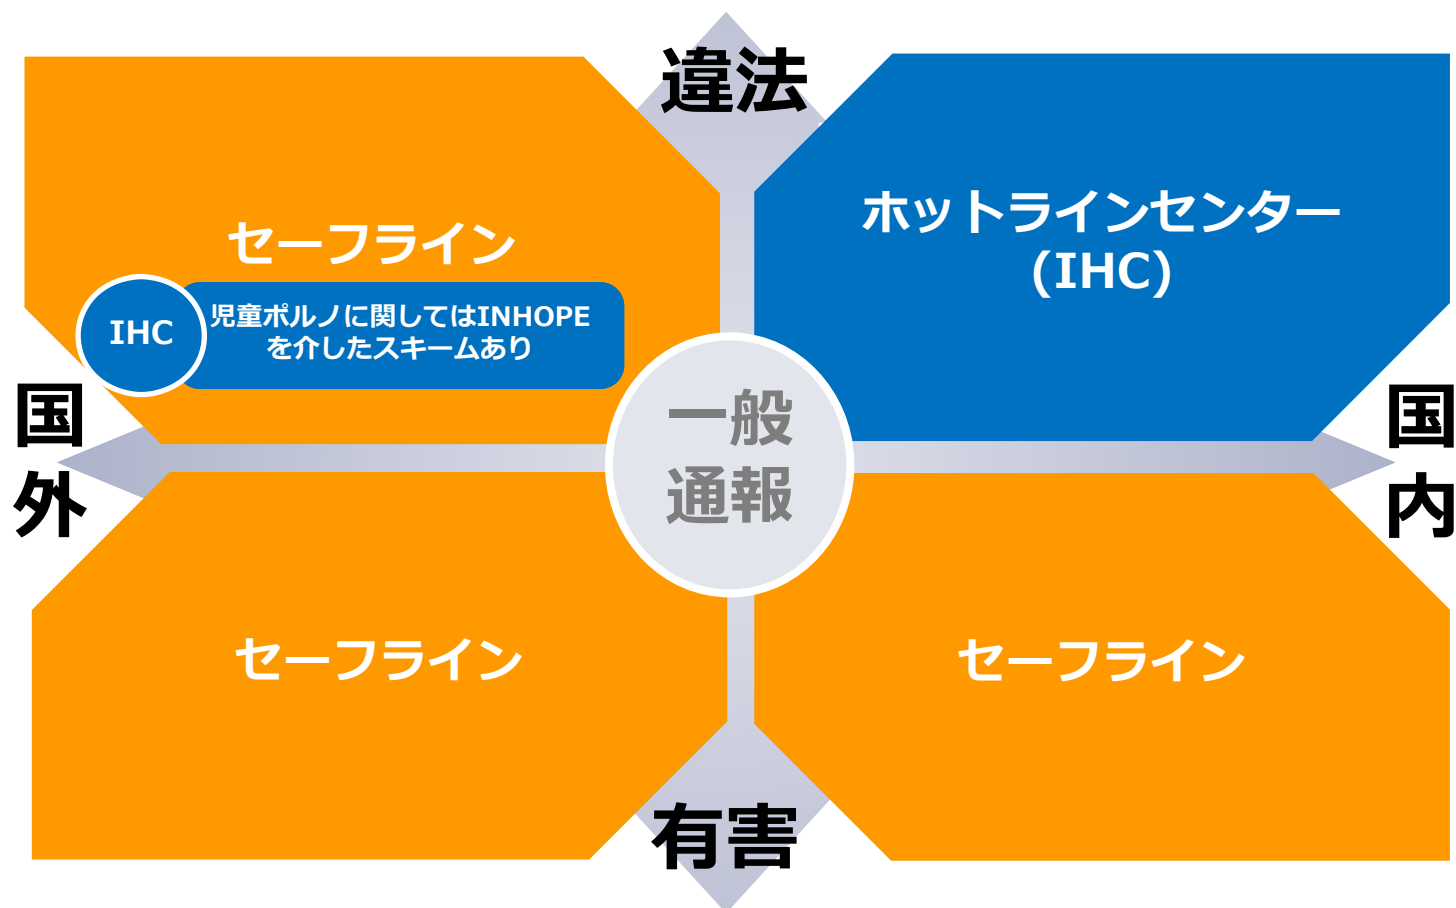 違法
ホットラインセンター
(IHC)
セーフライン
IHC
児童ポルノに関してはINHOPE
を介したスキームあり
国
外
一般
通報
国
内
セーフライン
セーフライン
有害